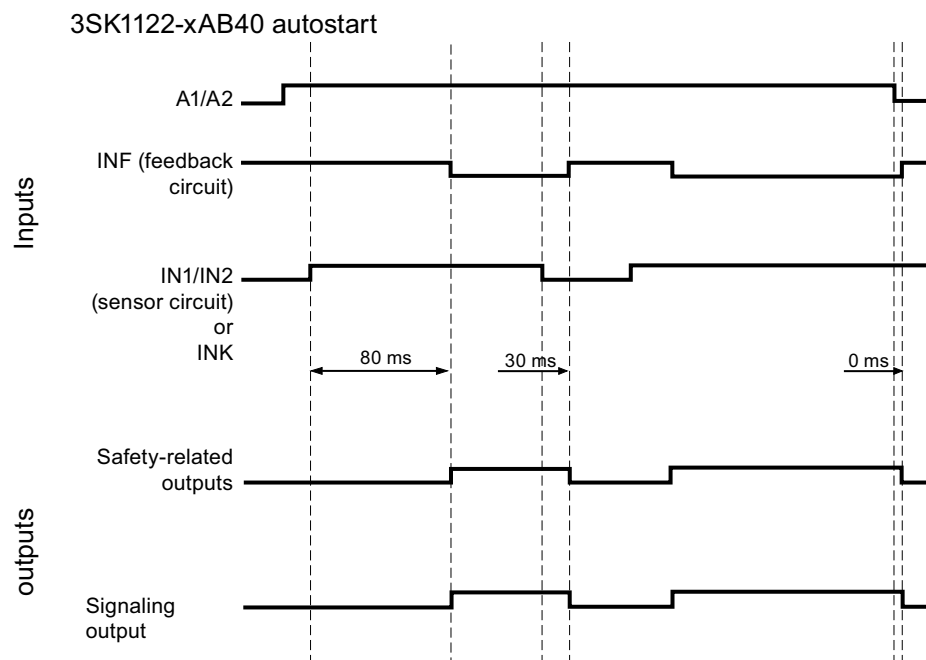 3SK1122-xAB40 autostart
A1/A2
INF (feedback
circuit)
Inputs
IN1/IN2
(sensor circuit)
or
INK
80 ms
30 ms
0 ms
Safety-related
outputs
outputs
Signaling
output